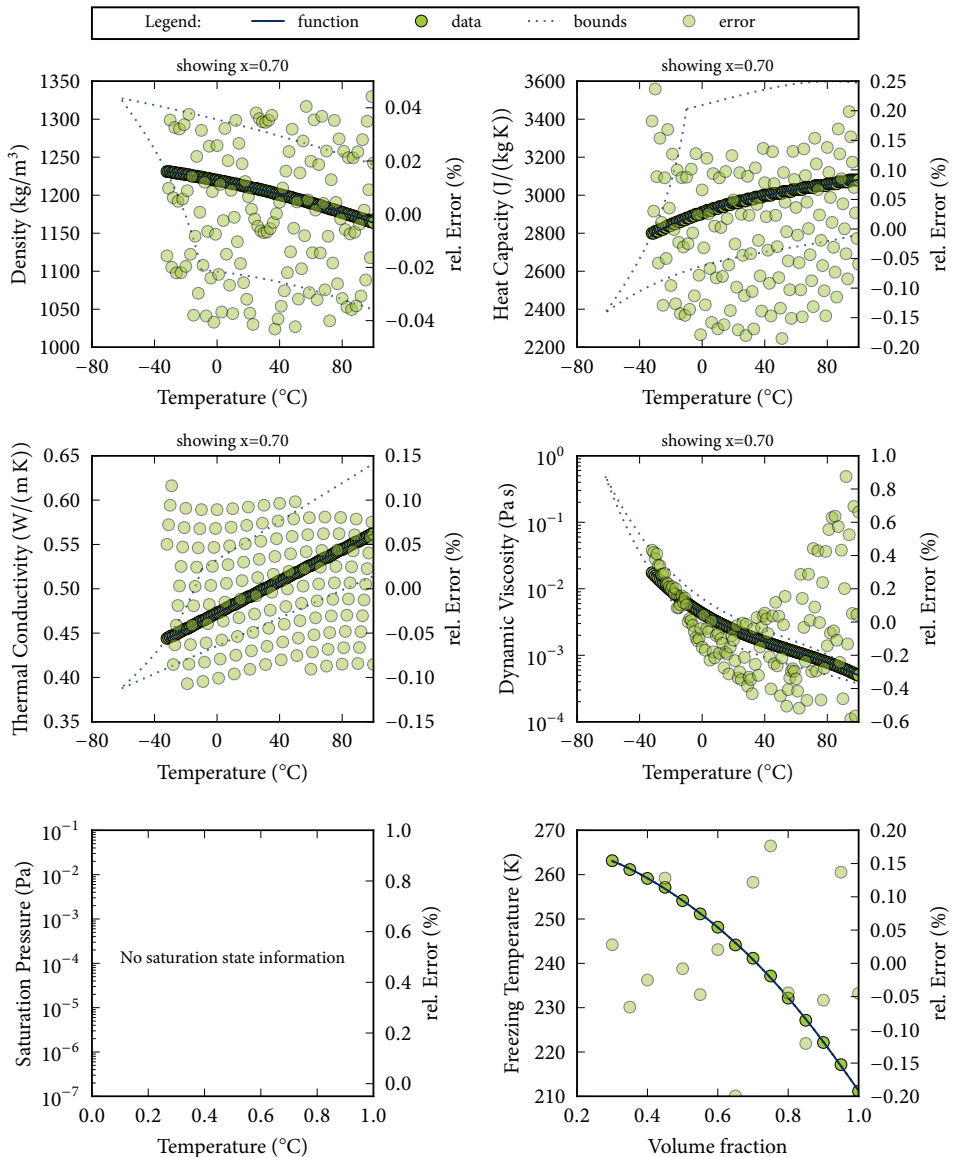 Legend: function data bounds error
showing x=0.70
1350
1300
1250
1200
1150
1100
1050
1000
Density (kg/m³)
0.04
0.02
0.00
−0.02
−0.04
rel. Error (%)
−80 −40 0 40 80
Temperature (°C)
showing x=0.70
3600
3400
3200
3000
2800
2600
2400
2200
Heat Capacity (J/(kg K))
0.25
0.20
0.15
0.10
0.05
0.00
−0.05
−0.10
−0.15
−0.20
rel. Error (%)
−80 −40 0 40 80
Temperature (°C)
showing x=0.70
0.65
0.60
0.55
0.50
0.45
0.40
0.35
Thermal Conductivity (W/(m K))
0.15
0.10
0.05
0.00
−0.05
−0.10
−0.15
rel. Error (%)
−80 −40 0 40 80
Temperature (°C)
showing x=0.70
10⁰
10⁻¹
10⁻²
10⁻³
10⁻⁴
Dynamic Viscosity (Pa s)
1.0
0.8
0.6
0.4
0.2
0.0
−0.2
−0.4
−0.6
rel. Error (%)
−80 −40 0 40 80
Temperature (°C)
10⁻¹
10⁻²
10⁻³
10⁻⁴
10⁻⁵
10⁻⁶
10⁻⁷
Saturation Pressure (Pa)
No saturation state information
1.0
0.8
0.6
0.4
0.2
0.0
rel. Error (%)
0.0 0.2 0.4 0.6 0.8 1.0
Temperature (°C)
270
260
250
240
230
220
210
Freezing Temperature (K)
0.20
0.15
0.10
0.05
0.00
−0.05
−0.10
−0.15
−0.20
rel. Error (%)
0.2 0.4 0.6 0.8 1.0
Volume fraction